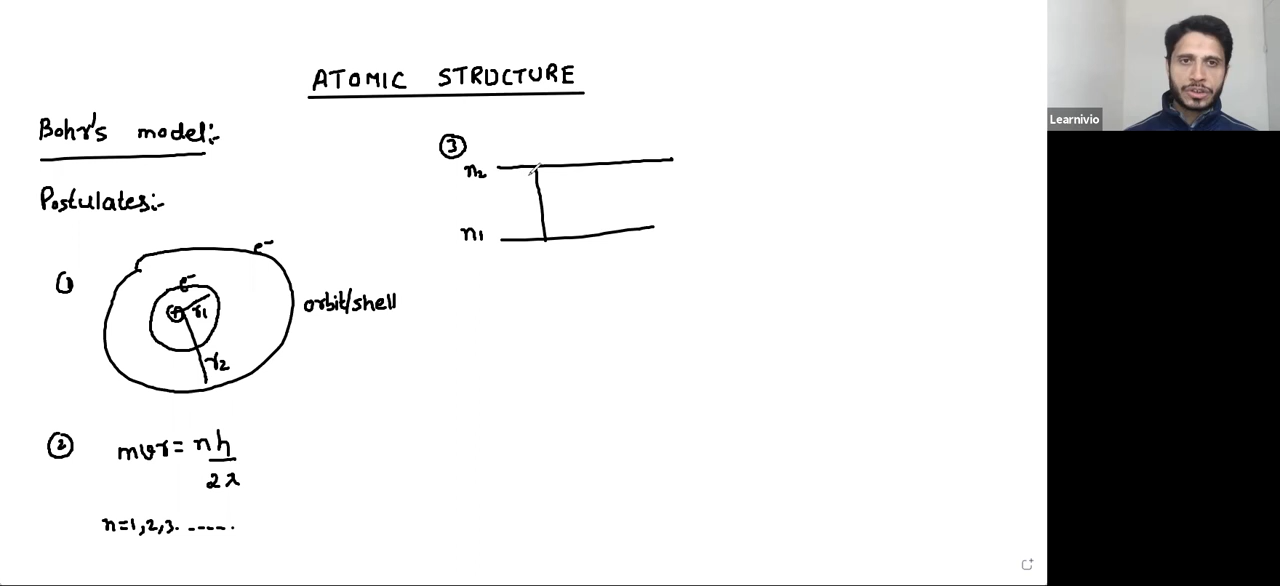 ATOMIC STRUCTURE
Bohr's model:-
Postulates:-
①
e⁻
e⁻
+
r₁
r₂
orbit/shell
② mvr = nh/2π
n=1,2,3. -----.
③
n₂
n₁
Learnivio